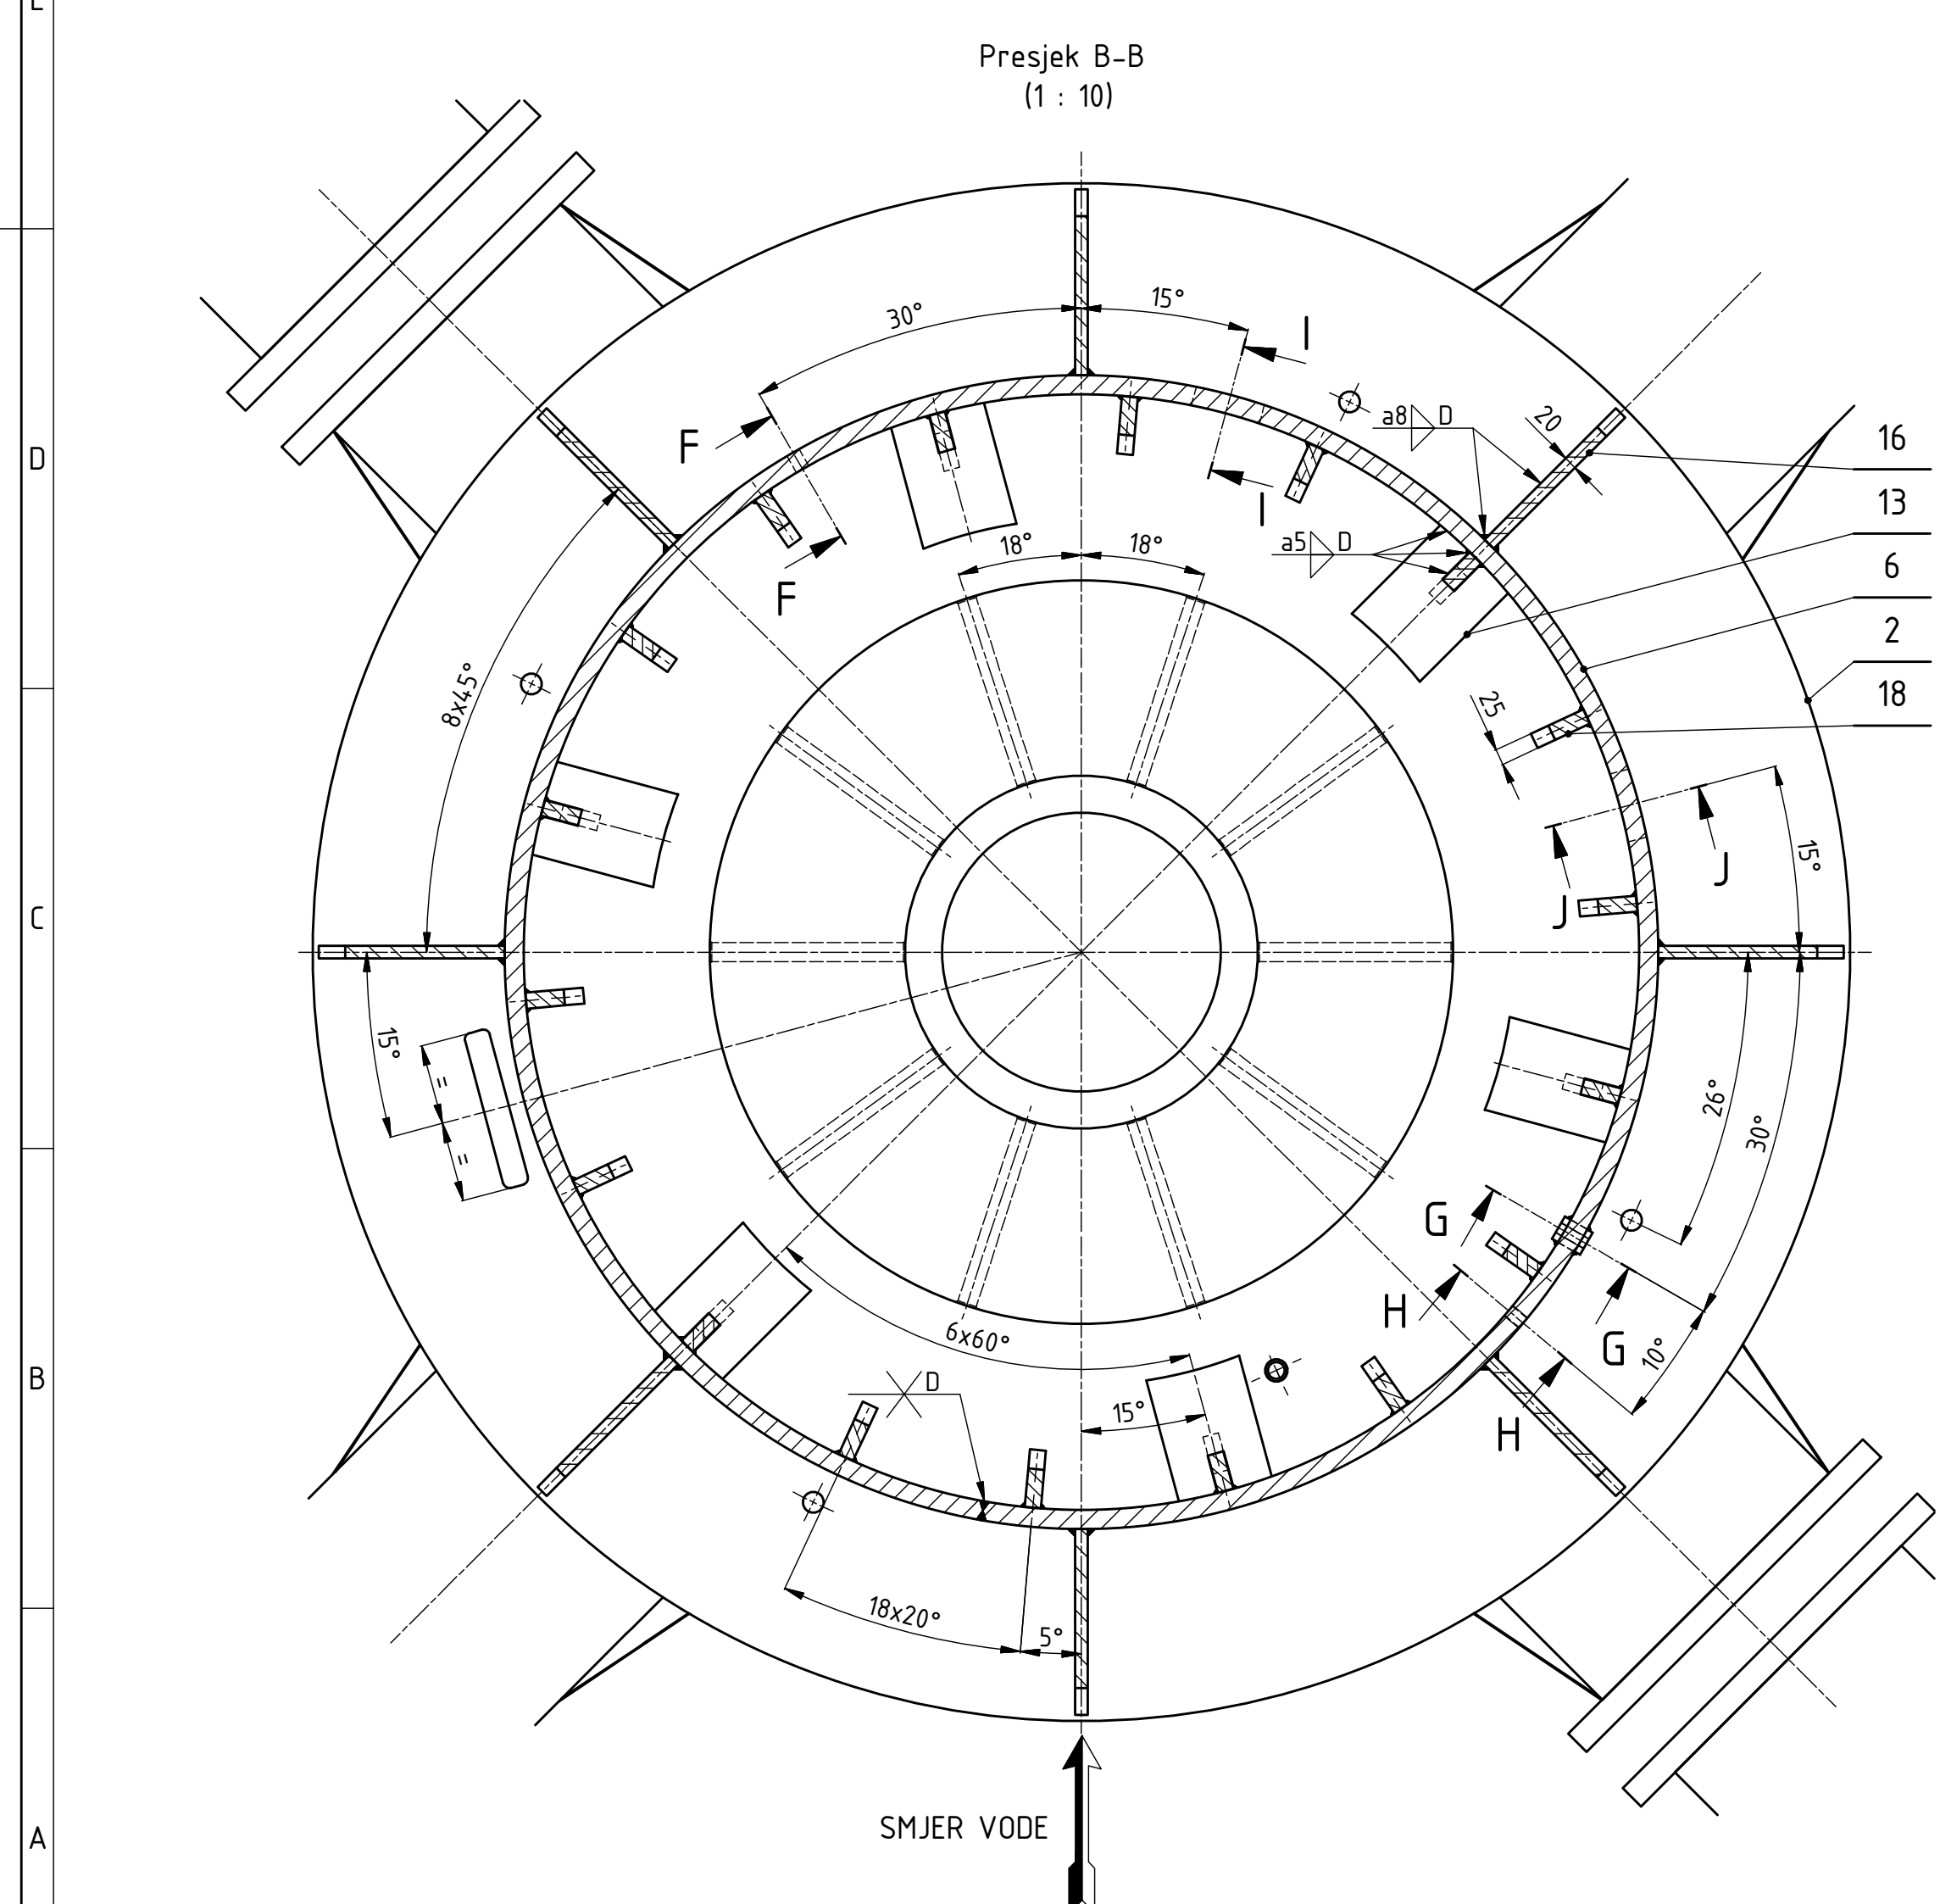 Presjek B-B
(1 : 10)
30°
15°
I
F
a8 D
20
16
I
13
18°
18°
a5 D
F
6
2
8x45°
25
18
D
J
15°
J
C
15°
=
=
26°
30°
G
H
G
10°
6x60°
D
15°
H
B
18x20°
5°
SMJER VODE
A